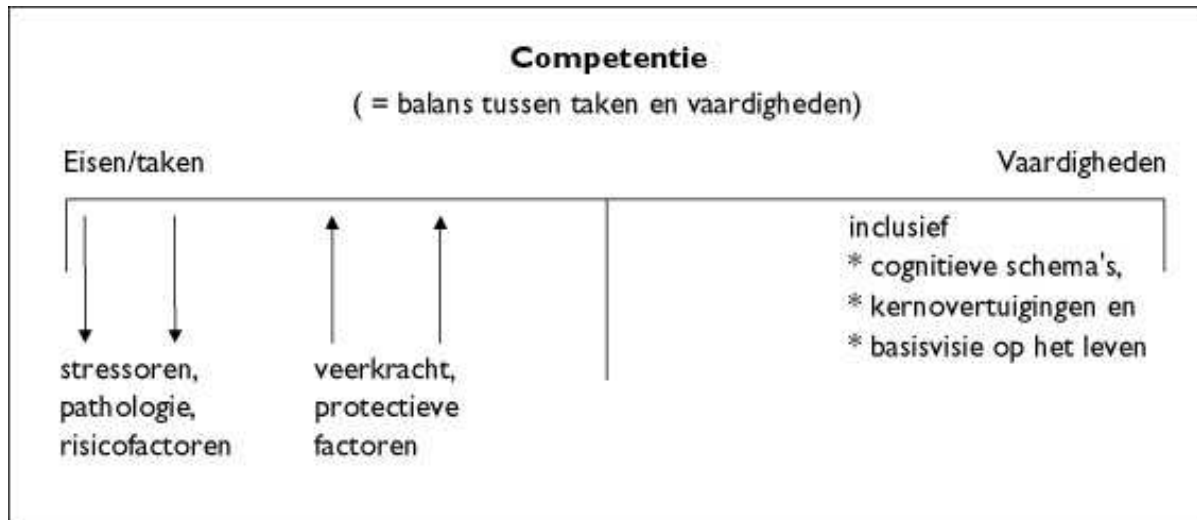 Competentie
( = balans tussen taken en vaardigheden)
Eisen/taken
Vaardigheden
stressoren,
pathologie,
risicofactoren
veerkracht,
protectieve
factoren
inclusief
* cognitieve schema's,
* kernovertuigingen en
* basisvisie op het leven